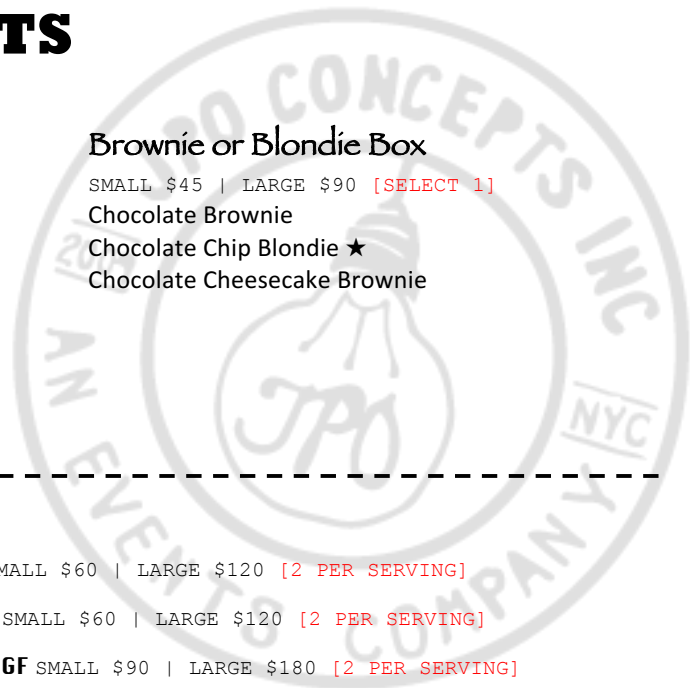 TS
Brownie or Blondie Box
SMALL $45 | LARGE $90 [SELECT 1]
Chocolate Brownie
Chocolate Chip Blondie ★
Chocolate Cheesecake Brownie
MALL $60 | LARGE $120 [2 PER SERVING]
SMALL $60 | LARGE $120 [2 PER SERVING]
GF SMALL $90 | LARGE $180 [2 PER SERVING]
JPO CONCEPTS INC
AN EVENTS COMPANY
NYC
JPO